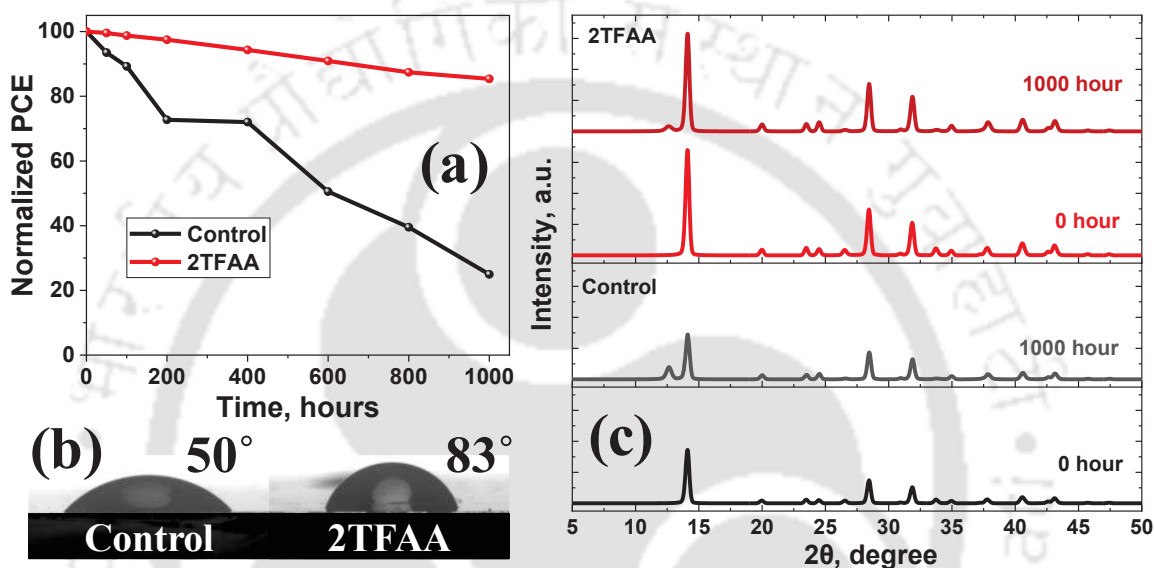 100
80
60
40
20
0
Normalized PCE
(a)
Control
2TFAA
0 200 400 600 800 1000
Time, hours
(b)
50°
83°
Control
2TFAA
2TFAA
1000 hour
0 hour
Control
1000 hour
(c)
0 hour
Intensity, a.u.
5 10 15 20 25 30 35 40 45 50
2θ, degree